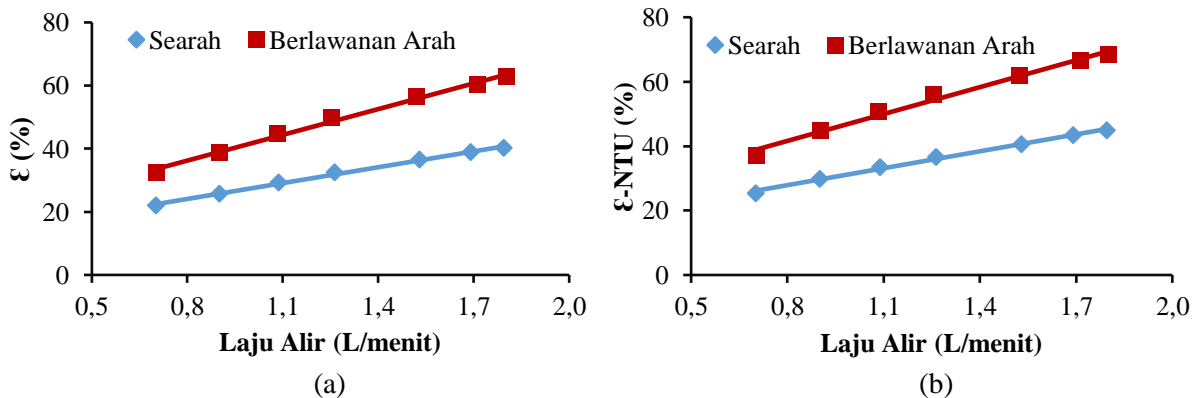 80
60
40
20
0
Ɛ (%)
Searah
Berlawanan Arah
0,5 0,8 1,1 1,4 1,7 2,0
Laju Alir (L/menit)
(a)
80
60
40
20
0
Ɛ-NTU (%)
Searah
Berlawanan Arah
0,5 0,8 1,1 1,4 1,7 2,0
Laju Alir (L/menit)
(b)